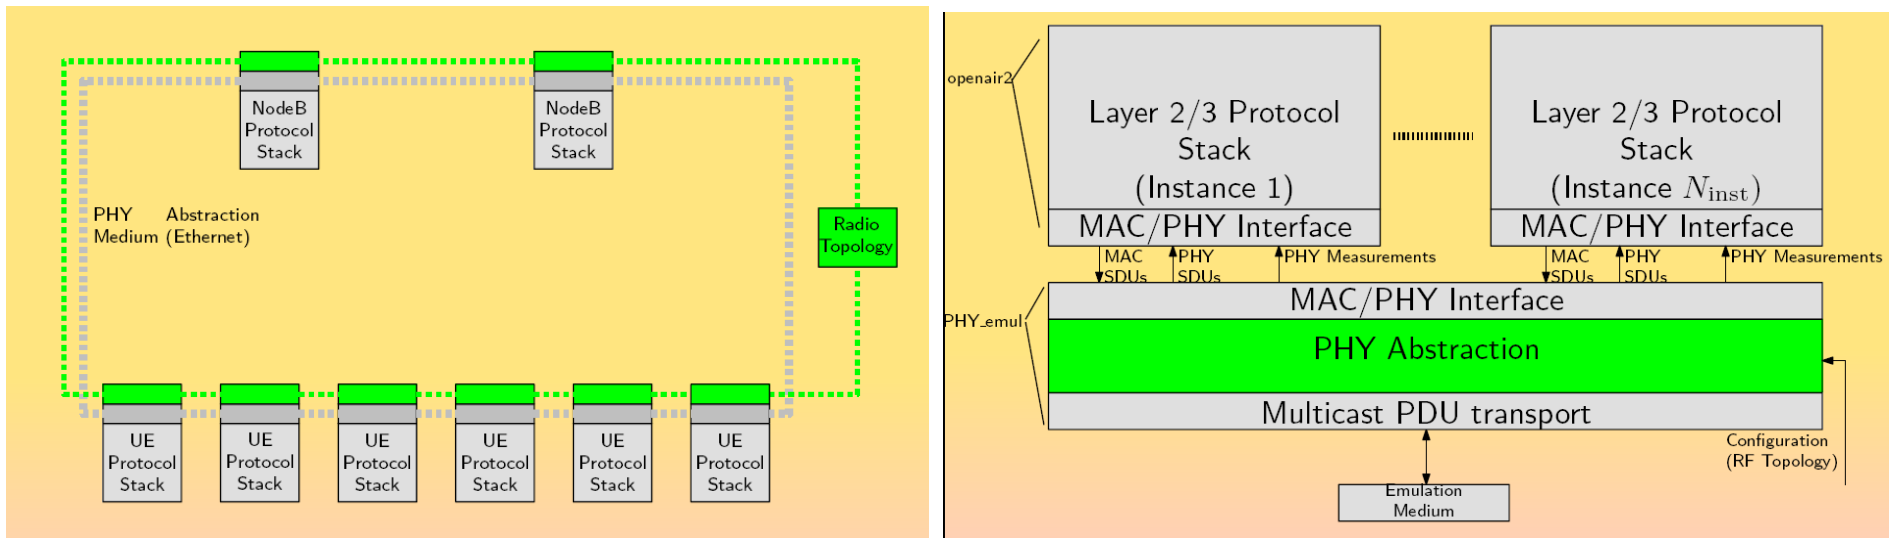 NodeB
Protocol
Stack
NodeB
Protocol
Stack
PHY Abstraction
Medium (Ethernet)
Radio
Topology
UE
Protocol
Stack
UE
Protocol
Stack
UE
Protocol
Stack
UE
Protocol
Stack
UE
Protocol
Stack
UE
Protocol
Stack
openair2
Layer 2/3 Protocol
Stack
(Instance 1)
MAC/PHY Interface
Layer 2/3 Protocol
Stack
(Instance N_inst)
MAC/PHY Interface
MAC
SDUs
PHY
SDUs
PHY Measurements
MAC
SDUs
PHY
SDUs
PHY Measurements
PHY_emul
MAC/PHY Interface
PHY Abstraction
Multicast PDU transport
Configuration
(RF Topology)
Emulation
Medium